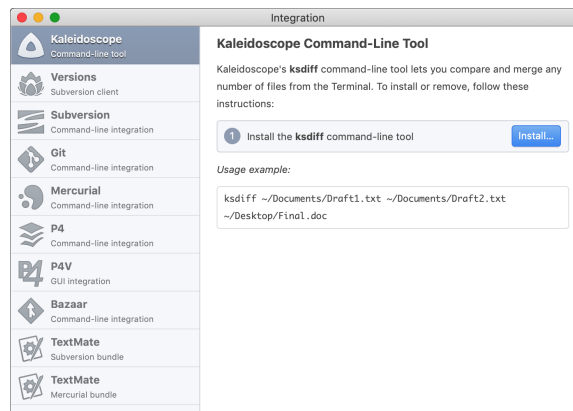 Integration
Kaleidoscope
Command-line tool
Versions
Subversion client
Subversion
Command-line integration
Git
Command-line integration
Mercurial
Command-line integration
P4
Command-line integration
P4V
GUI integration
Bazaar
Command-line integration
TextMate
Subversion bundle
TextMate
Mercurial bundle
Kaleidoscope Command-Line Tool
Kaleidoscope's ksdiff command-line tool lets you compare and merge any
number of files from the Terminal. To install or remove, follow these
instructions:
1 Install the ksdiff command-line tool Install...
Usage example:
ksdiff ~/Documents/Draft1.txt ~/Documents/Draft2.txt
~/Desktop/Final.doc